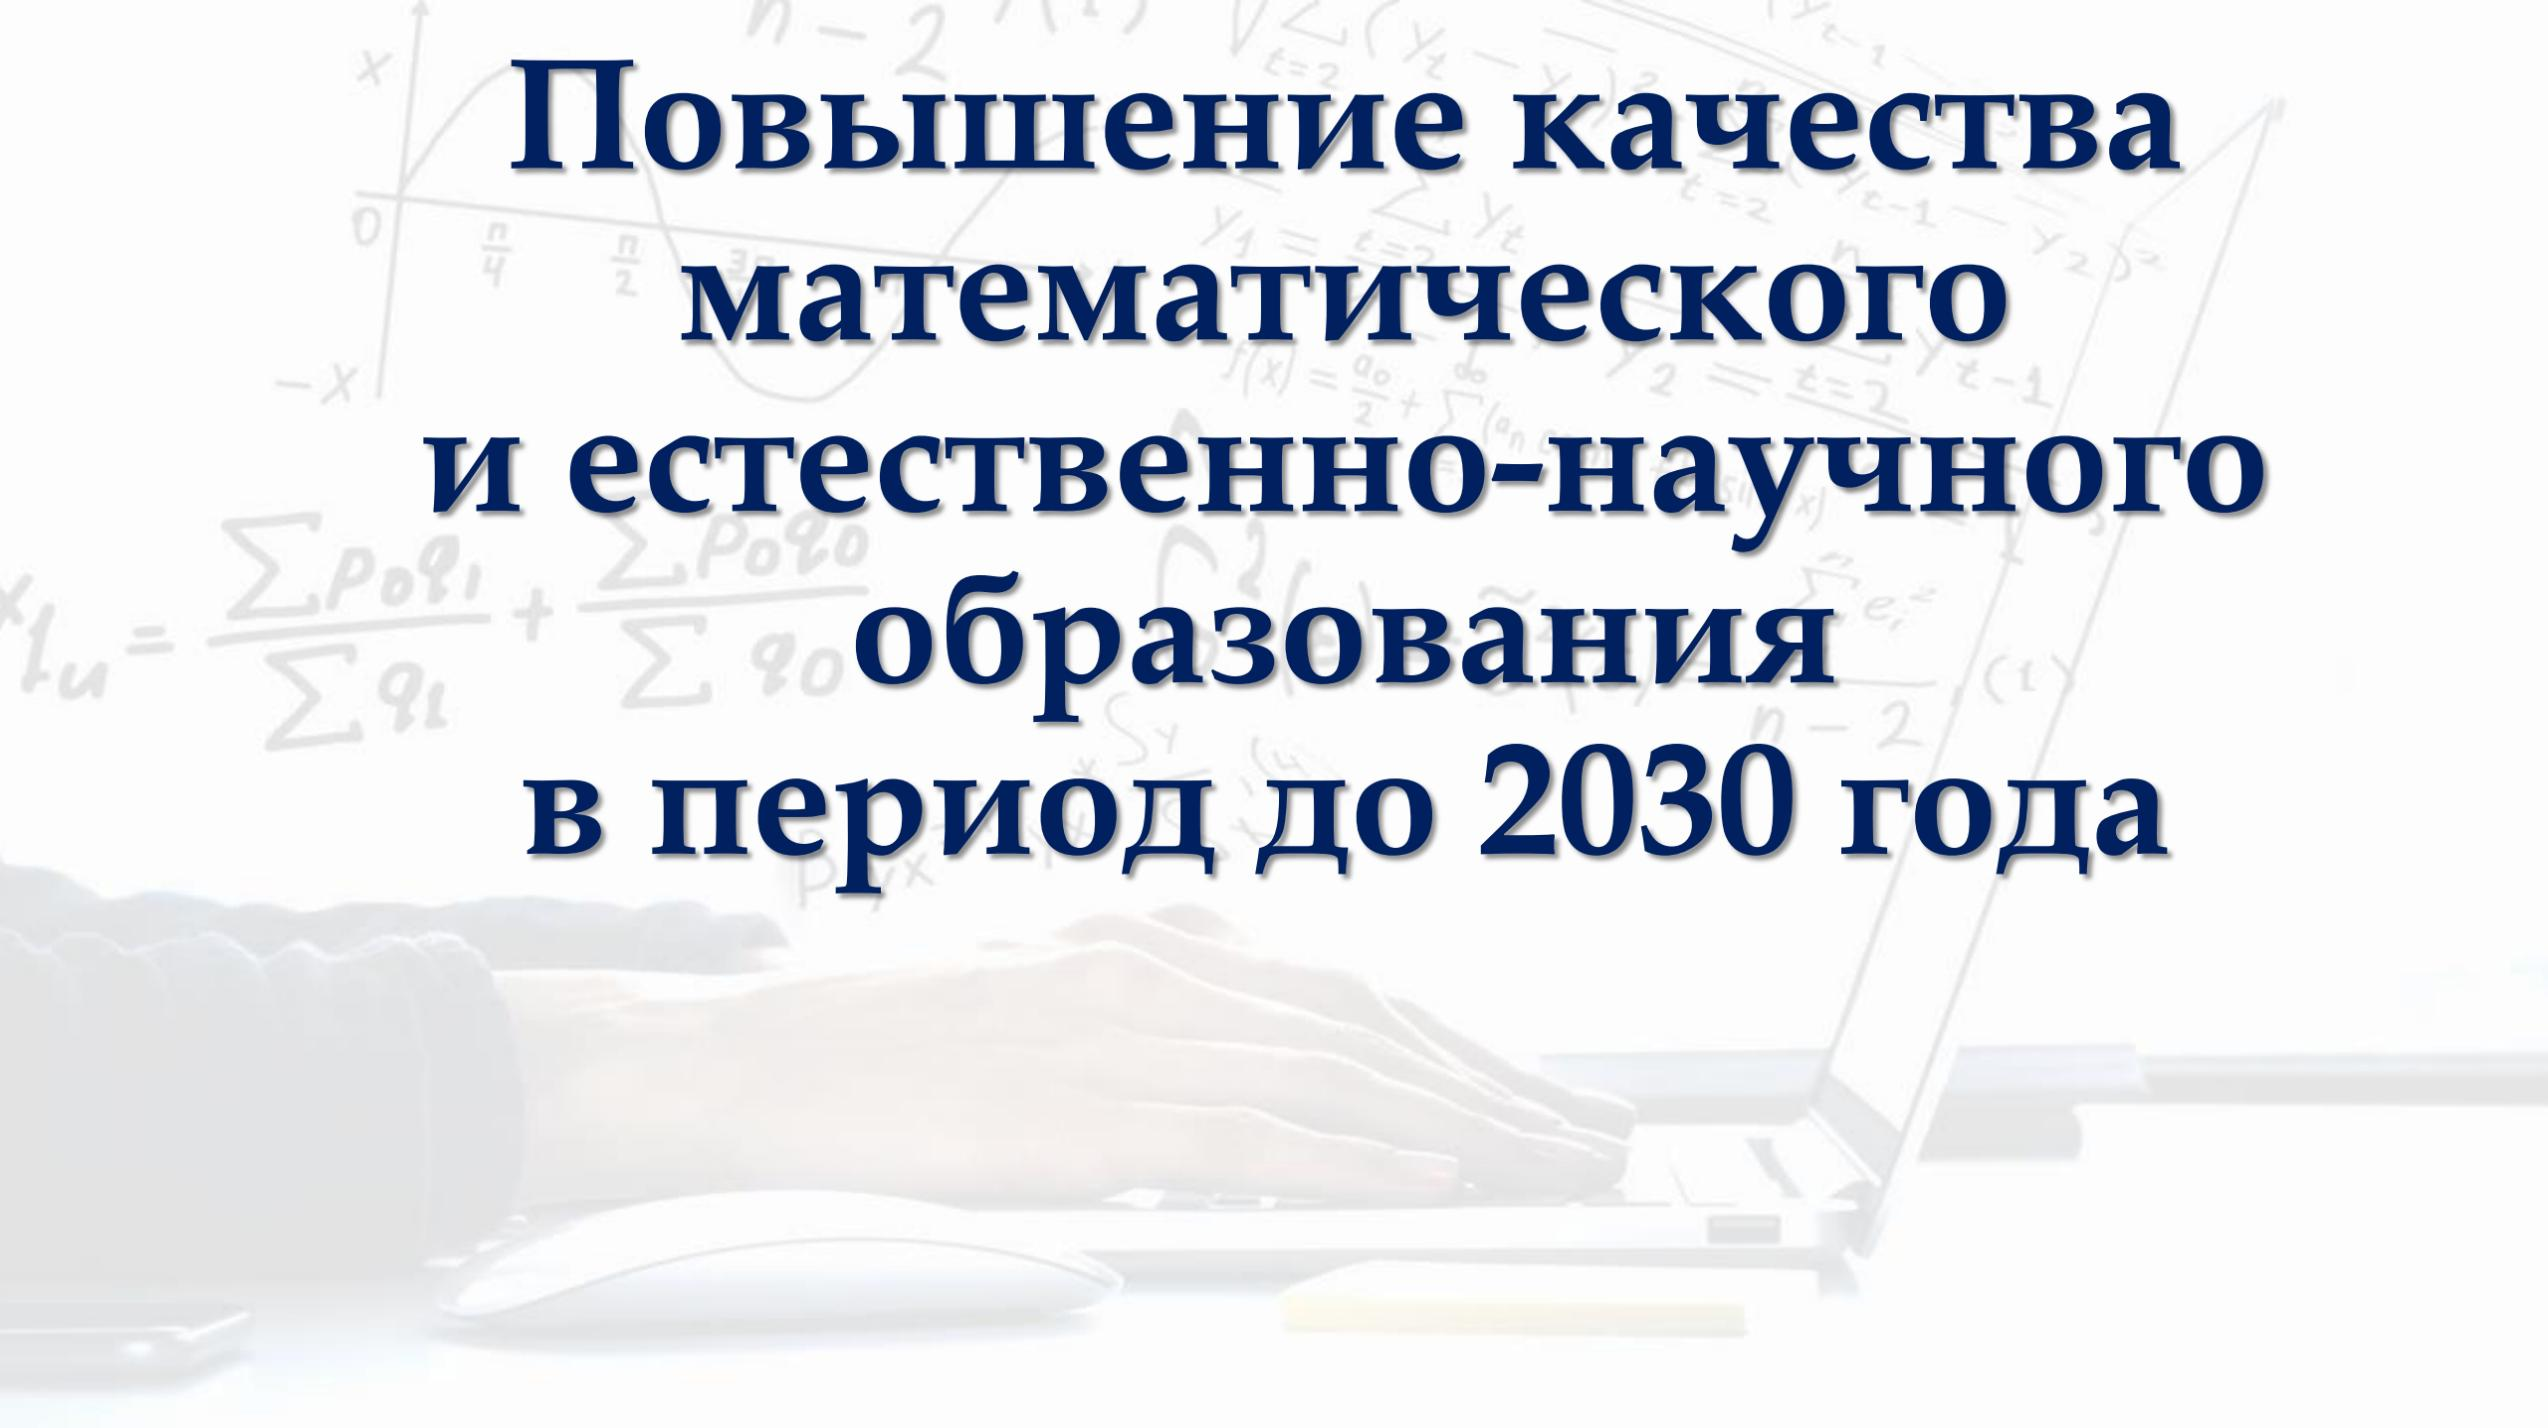 Повышение качества
математического
и естественно-научного
образования
в период до 2030 года